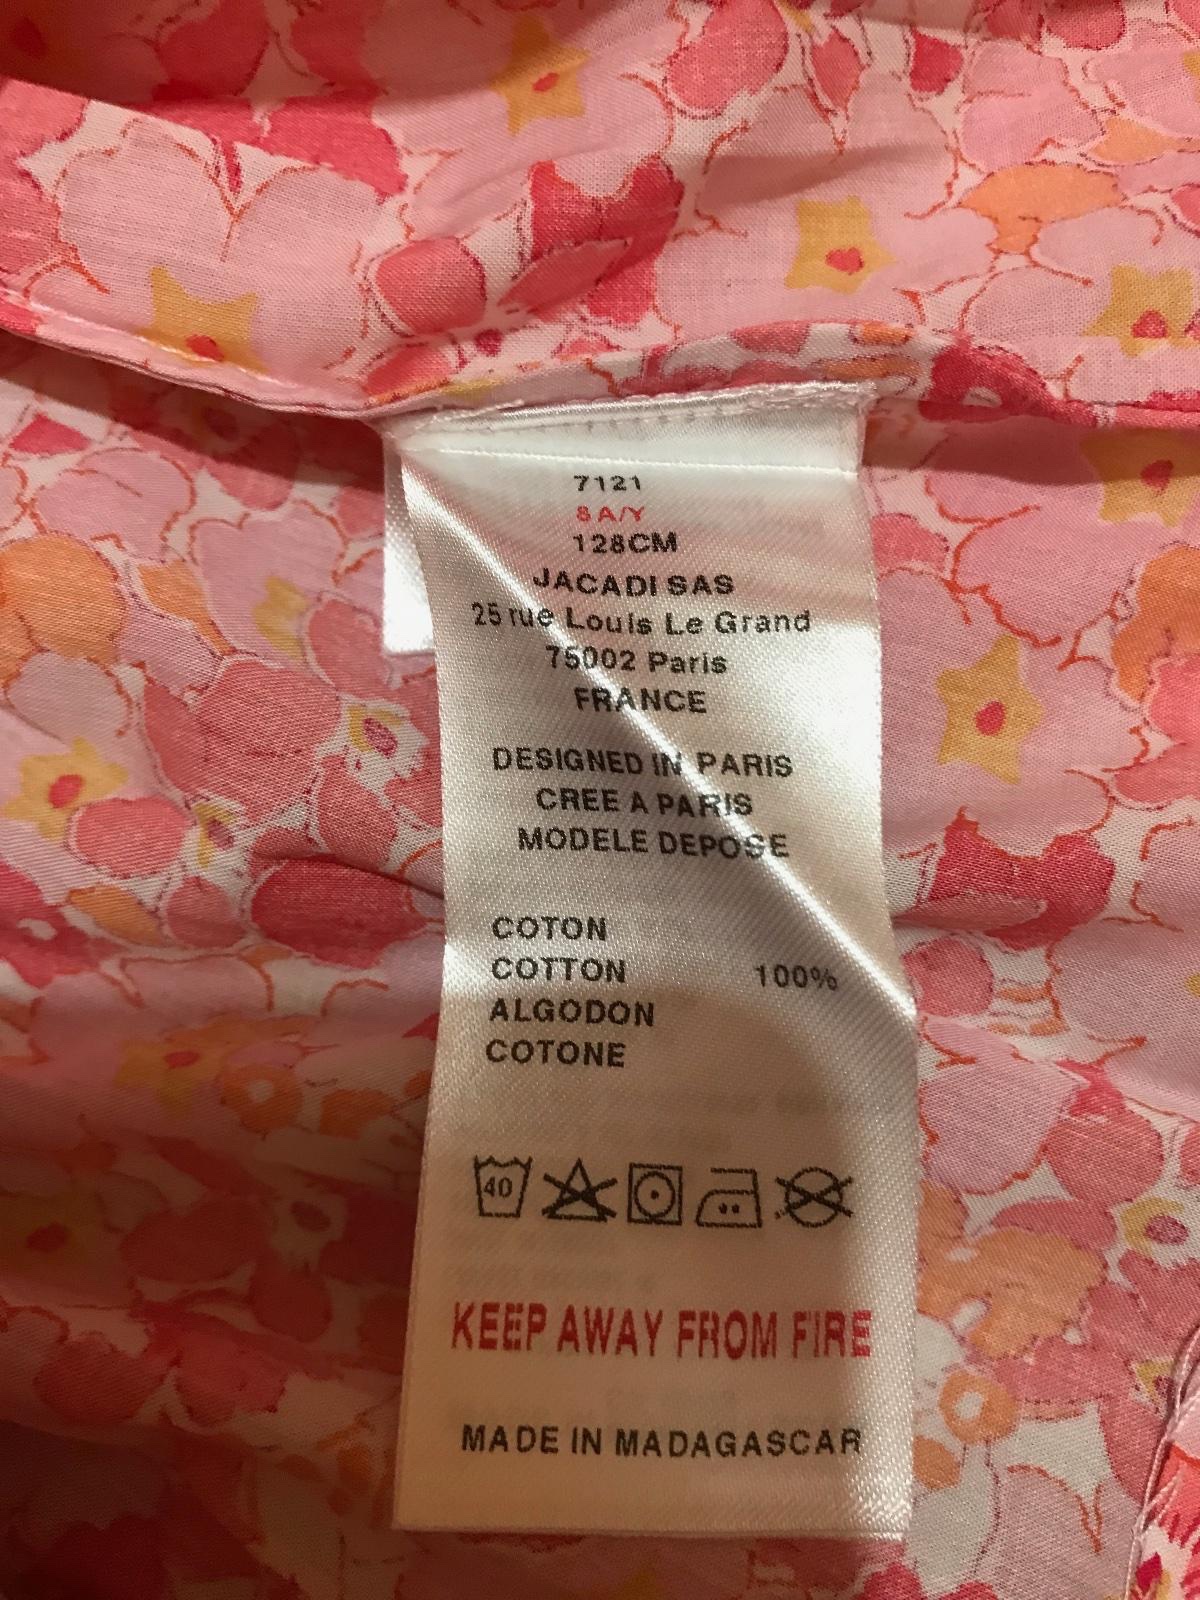 7121
8 A/Y
128CM
JACADI SAS
25 rue Louis Le Grand
75002 Paris
FRANCE
DESIGNED IN PARIS
CREE A PARIS
MODELE DEPOSE
COTON
COTTON 100%
ALGODON
COTONE
40
KEEP AWAY FROM FIRE
MADE IN MADAGASCAR